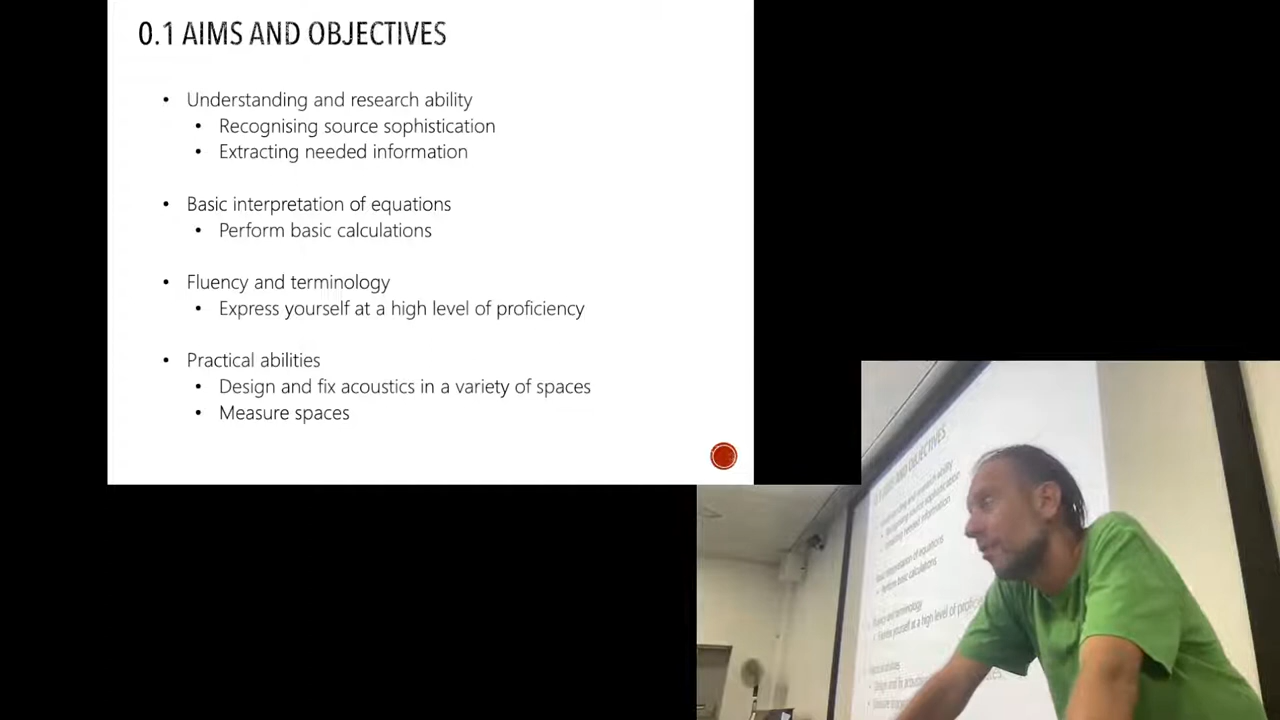 0.1 AIMS AND OBJECTIVES
• Understanding and research ability
• Recognising source sophistication
• Extracting needed information
• Basic interpretation of equations
• Perform basic calculations
• Fluency and terminology
• Express yourself at a high level of proficiency
• Practical abilities
• Design and fix acoustics in a variety of spaces
• Measure spaces